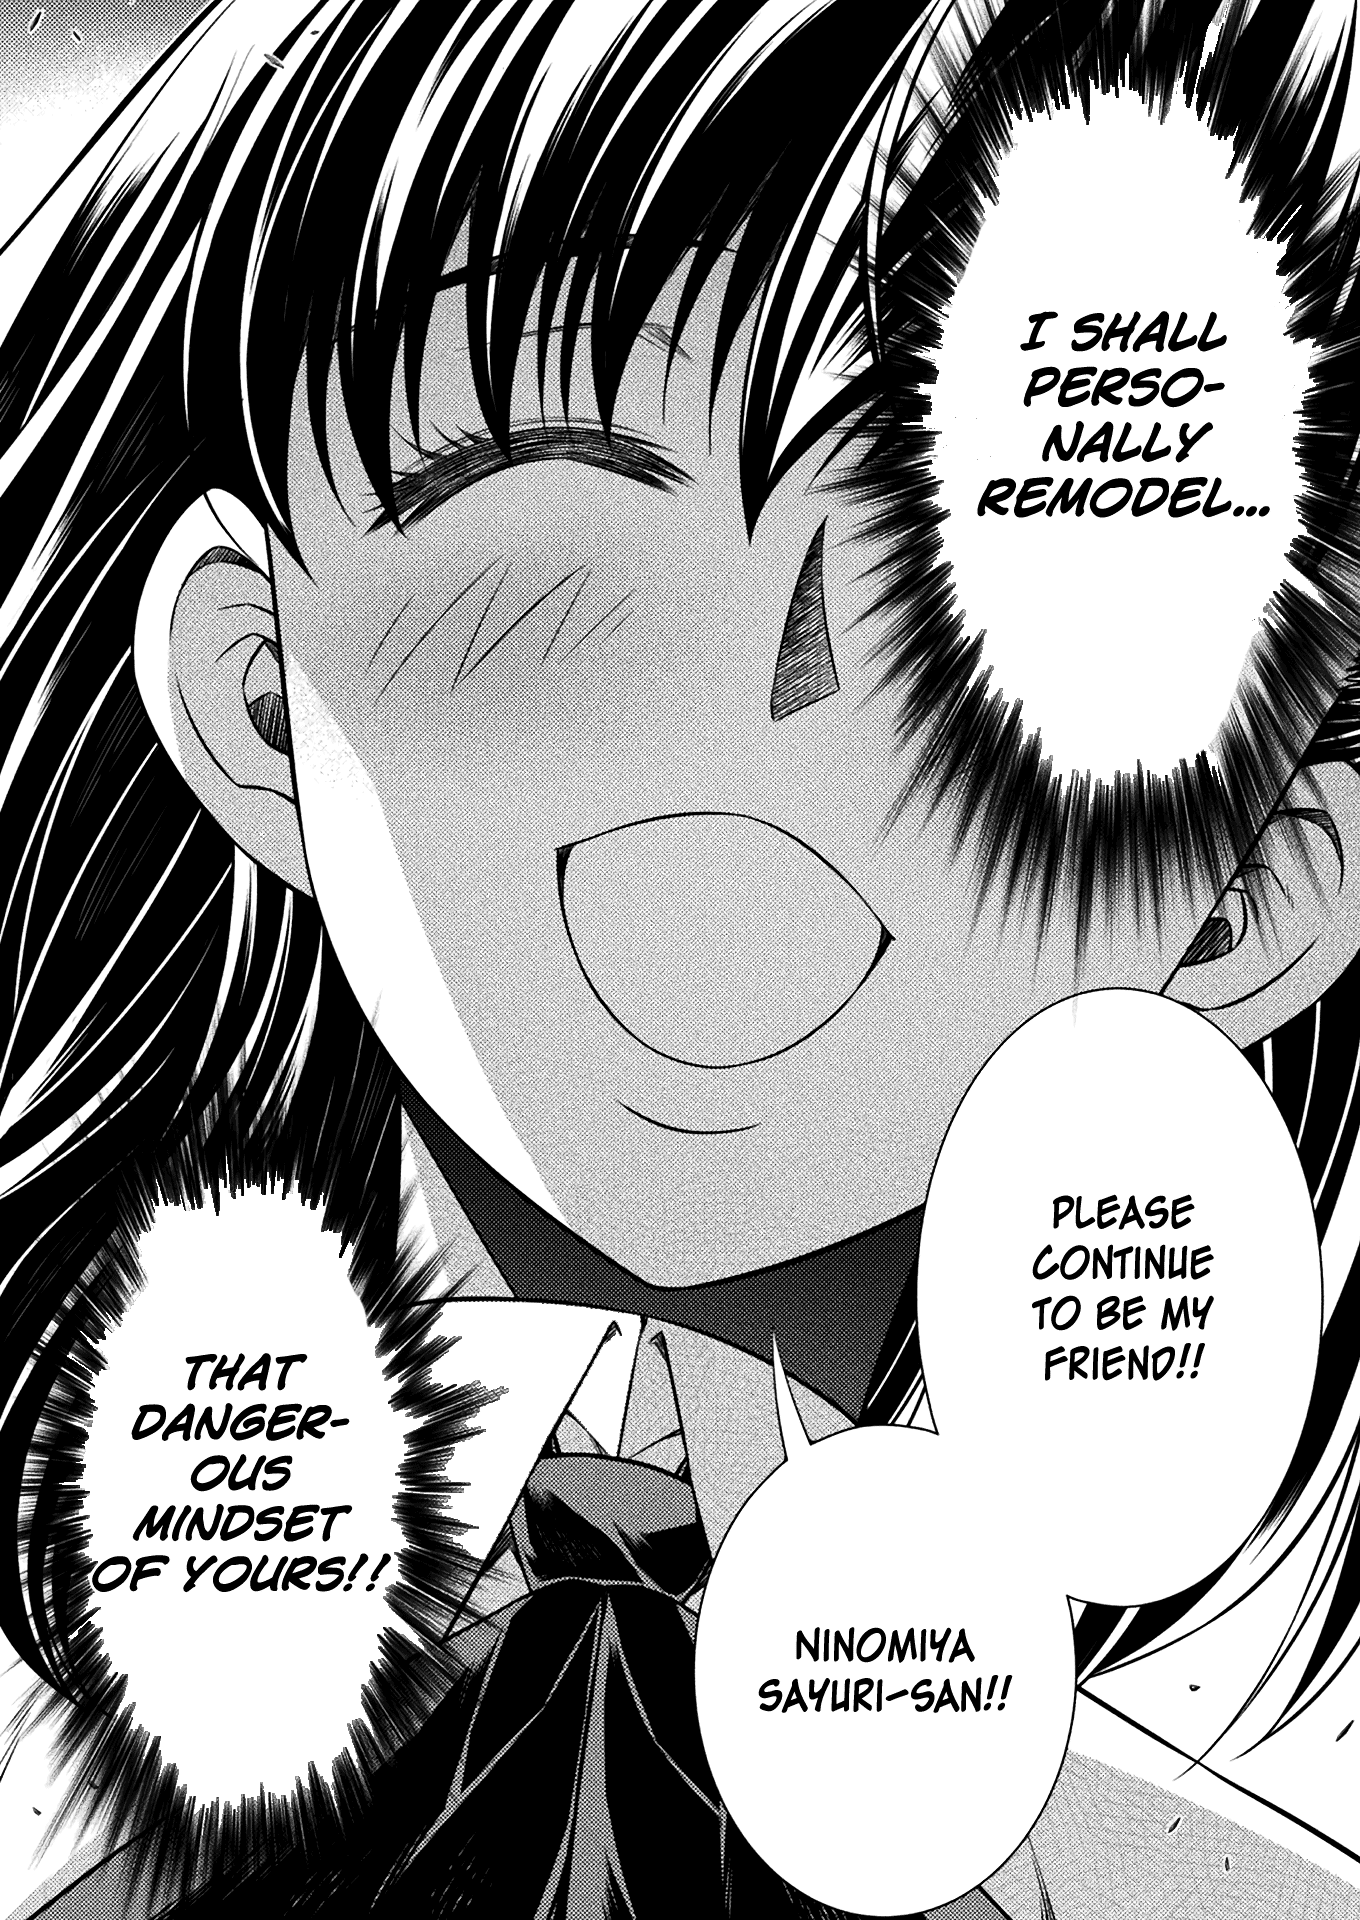 I SHALL
PERSO-
NALLY
REMODEL...
THAT
DANGER-
OUS
MINDSET
OF YOURS!!
PLEASE
CONTINUE
TO BE MY
FRIEND!!
NINOMIYA
SAYURI-SAN!!